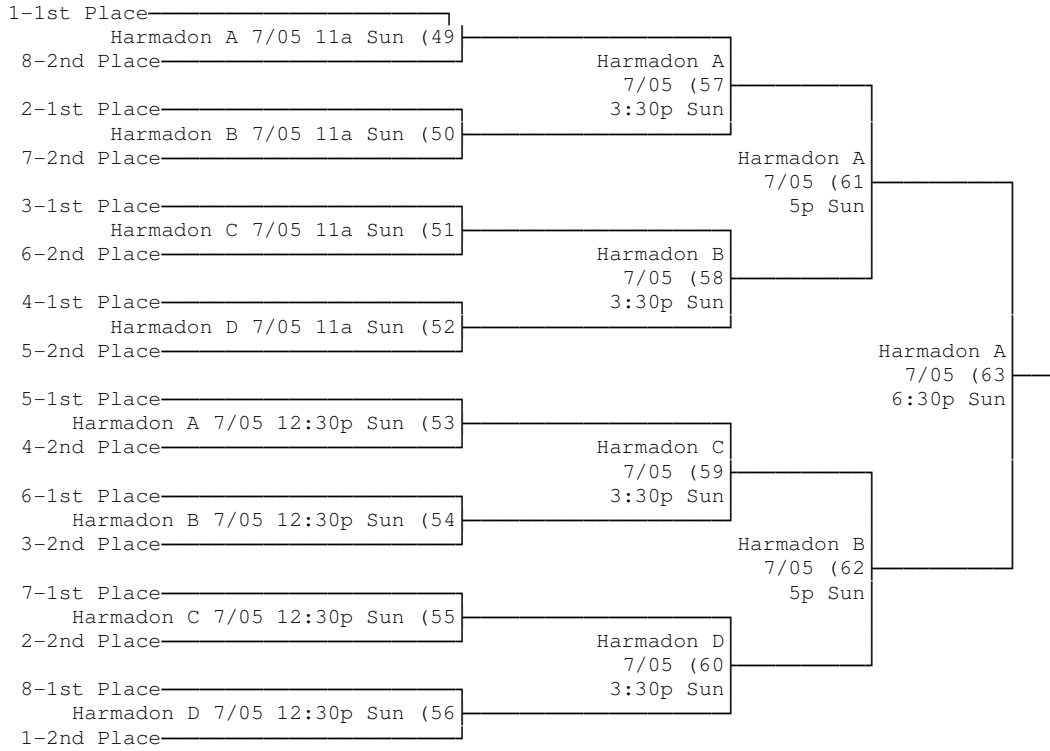 1-1st Place
Harmadon A 7/05 11a Sun (49
8-2nd Place
Harmadon A
7/05 (57
3:30p Sun
2-1st Place
Harmadon B 7/05 11a Sun (50
7-2nd Place
Harmadon A
7/05 (61
5p Sun
3-1st Place
Harmadon C 7/05 11a Sun (51
6-2nd Place
Harmadon B
7/05 (58
3:30p Sun
4-1st Place
Harmadon D 7/05 11a Sun (52
5-2nd Place
Harmadon A
7/05 (63
6:30p Sun
5-1st Place
Harmadon A 7/05 12:30p Sun (53
4-2nd Place
Harmadon C
7/05 (59
3:30p Sun
6-1st Place
Harmadon B 7/05 12:30p Sun (54
3-2nd Place
Harmadon B
7/05 (62
5p Sun
7-1st Place
Harmadon C 7/05 12:30p Sun (55
2-2nd Place
Harmadon D
7/05 (60
3:30p Sun
8-1st Place
Harmadon D 7/05 12:30p Sun (56
1-2nd Place